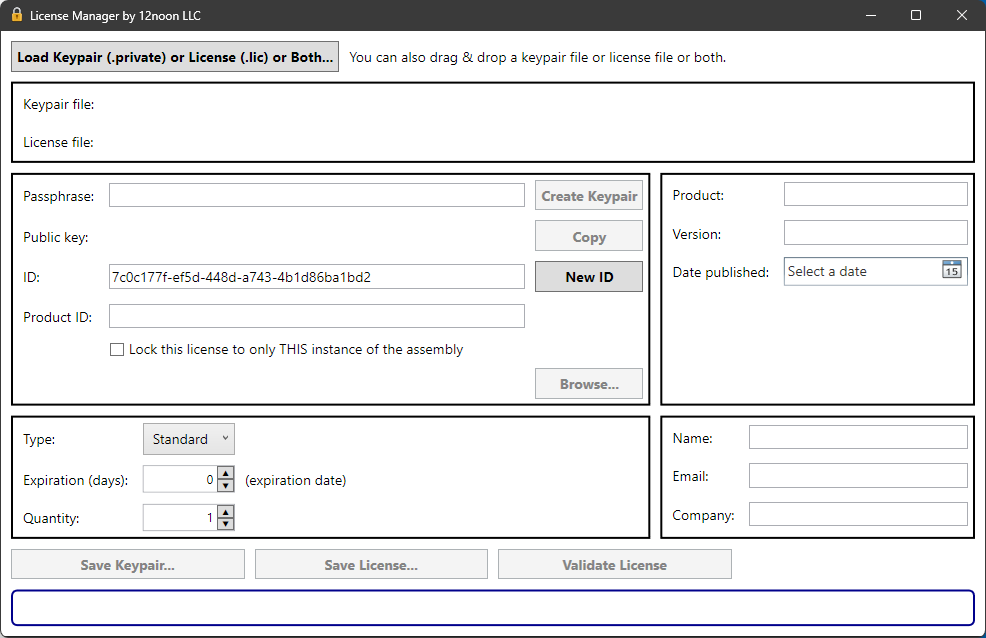 License Manager by 12noon LLC
Load Keypair (.private) or License (.lic) or Both... You can also drag & drop a keypair file or license file or both.
Keypair file:
License file:
Passphrase: Create Keypair
Public key: Copy
ID: 7c0c177f-ef5d-448d-a743-4b1d86ba1bd2 New ID
Product ID:
Lock this license to only THIS instance of the assembly
Browse...
Product:
Version:
Date published: Select a date 15
Type: Standard
Expiration (days): 0 (expiration date)
Quantity: 1
Name:
Email:
Company:
Save Keypair... Save License... Validate License